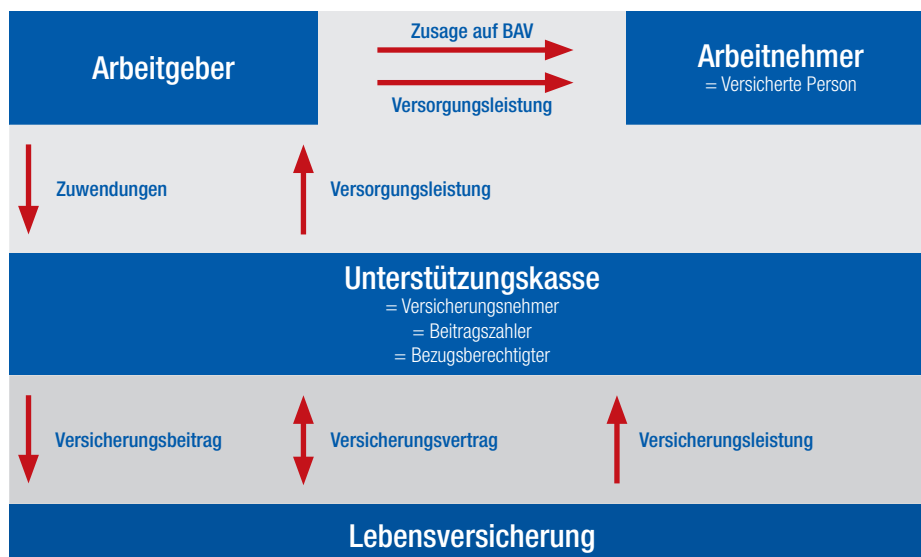 Arbeitgeber
Zusage auf BAV
Versorgungsleistung
Arbeitnehmer
= Versicherte Person
Zuwendungen
Versorgungsleistung
Unterstützungskasse
= Versicherungsnehmer
= Beitragszahler
= Bezugsberechtigter
Versicherungsbeitrag
Versicherungsvertrag
Versicherungsleistung
Lebensversicherung